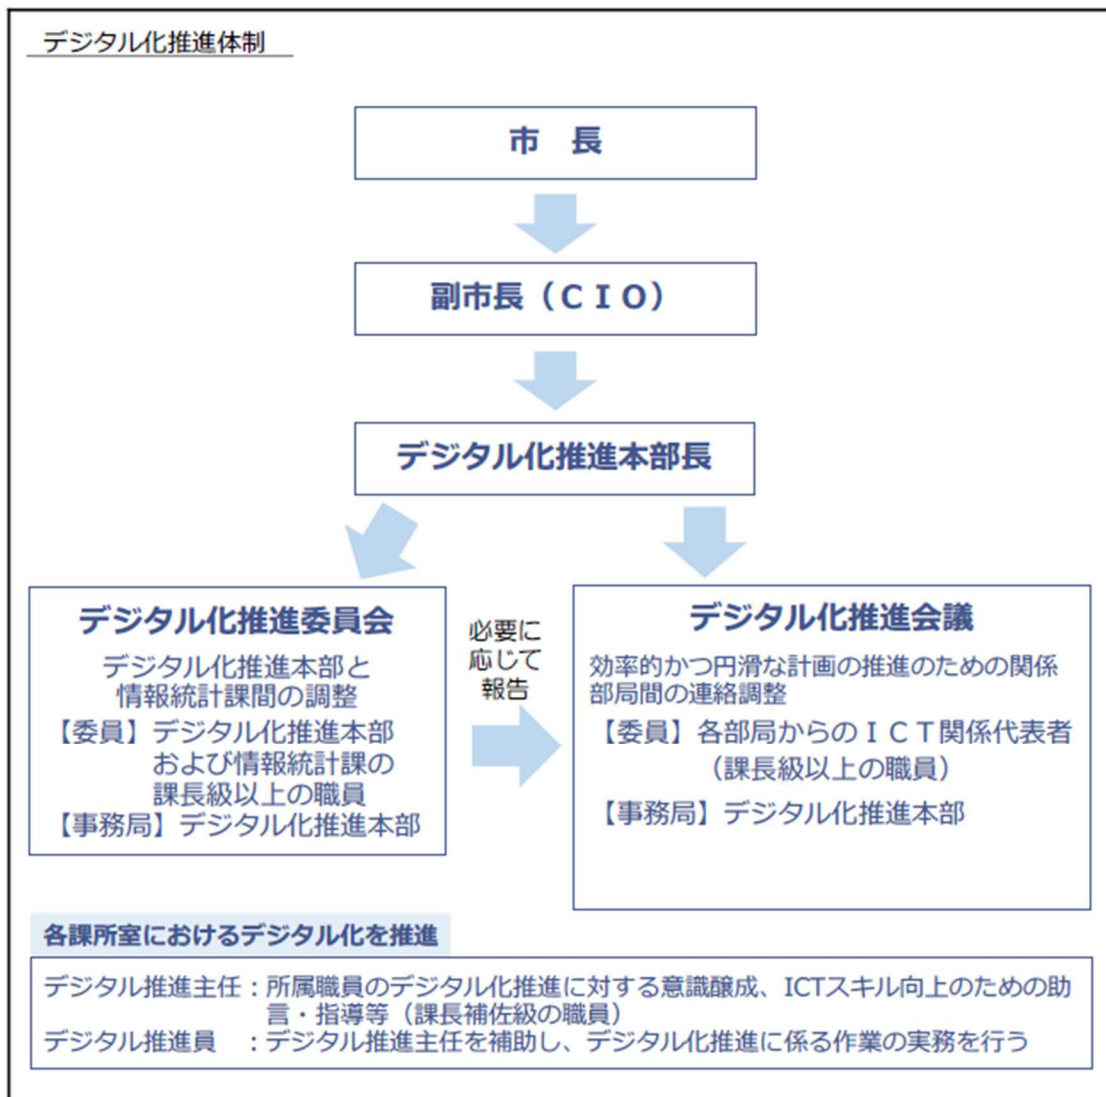 デジタル化推進体制
市　長
副市長（ＣＩＯ）
デジタル化推進本部長
デジタル化推進委員会
デジタル化推進本部と
情報統計課間の調整
【委員】デジタル化推進本部
および情報統計課の
課長級以上の職員
【事務局】デジタル化推進本部
必要に
応じて
報告
デジタル化推進会議
効率的かつ円滑な計画の推進のための関係
部局間の連絡調整
【委員】各部局からのＩＣＴ関係代表者
（課長級以上の職員）
【事務局】デジタル化推進本部
各課所室におけるデジタル化を推進
デジタル推進主任：所属職員のデジタル化推進に対する意識醸成、ICTスキル向上のための助
言・指導等（課長補佐級の職員）
デジタル推進員　：デジタル推進主任を補助し、デジタル化推進に係る作業の実務を行う